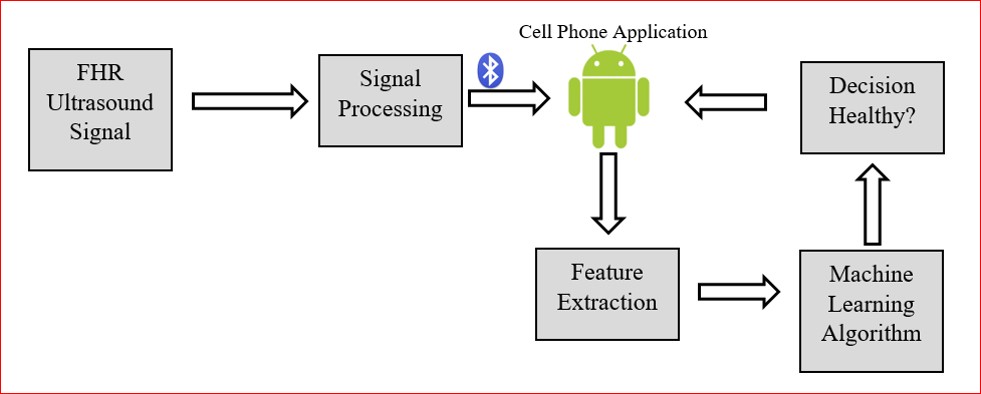 FHR
Ultrasound
Signal
Signal
Processing
Cell Phone Application
Decision
Healthy?
Feature
Extraction
Machine
Learning
Algorithm